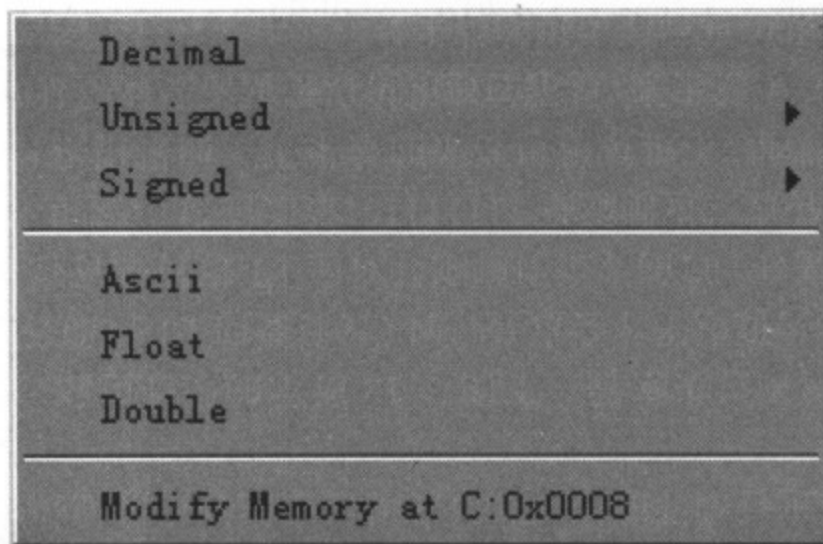 Decimal
Unsigned
Signed
Ascii
Float
Double
Modify Memory at C:0x0008